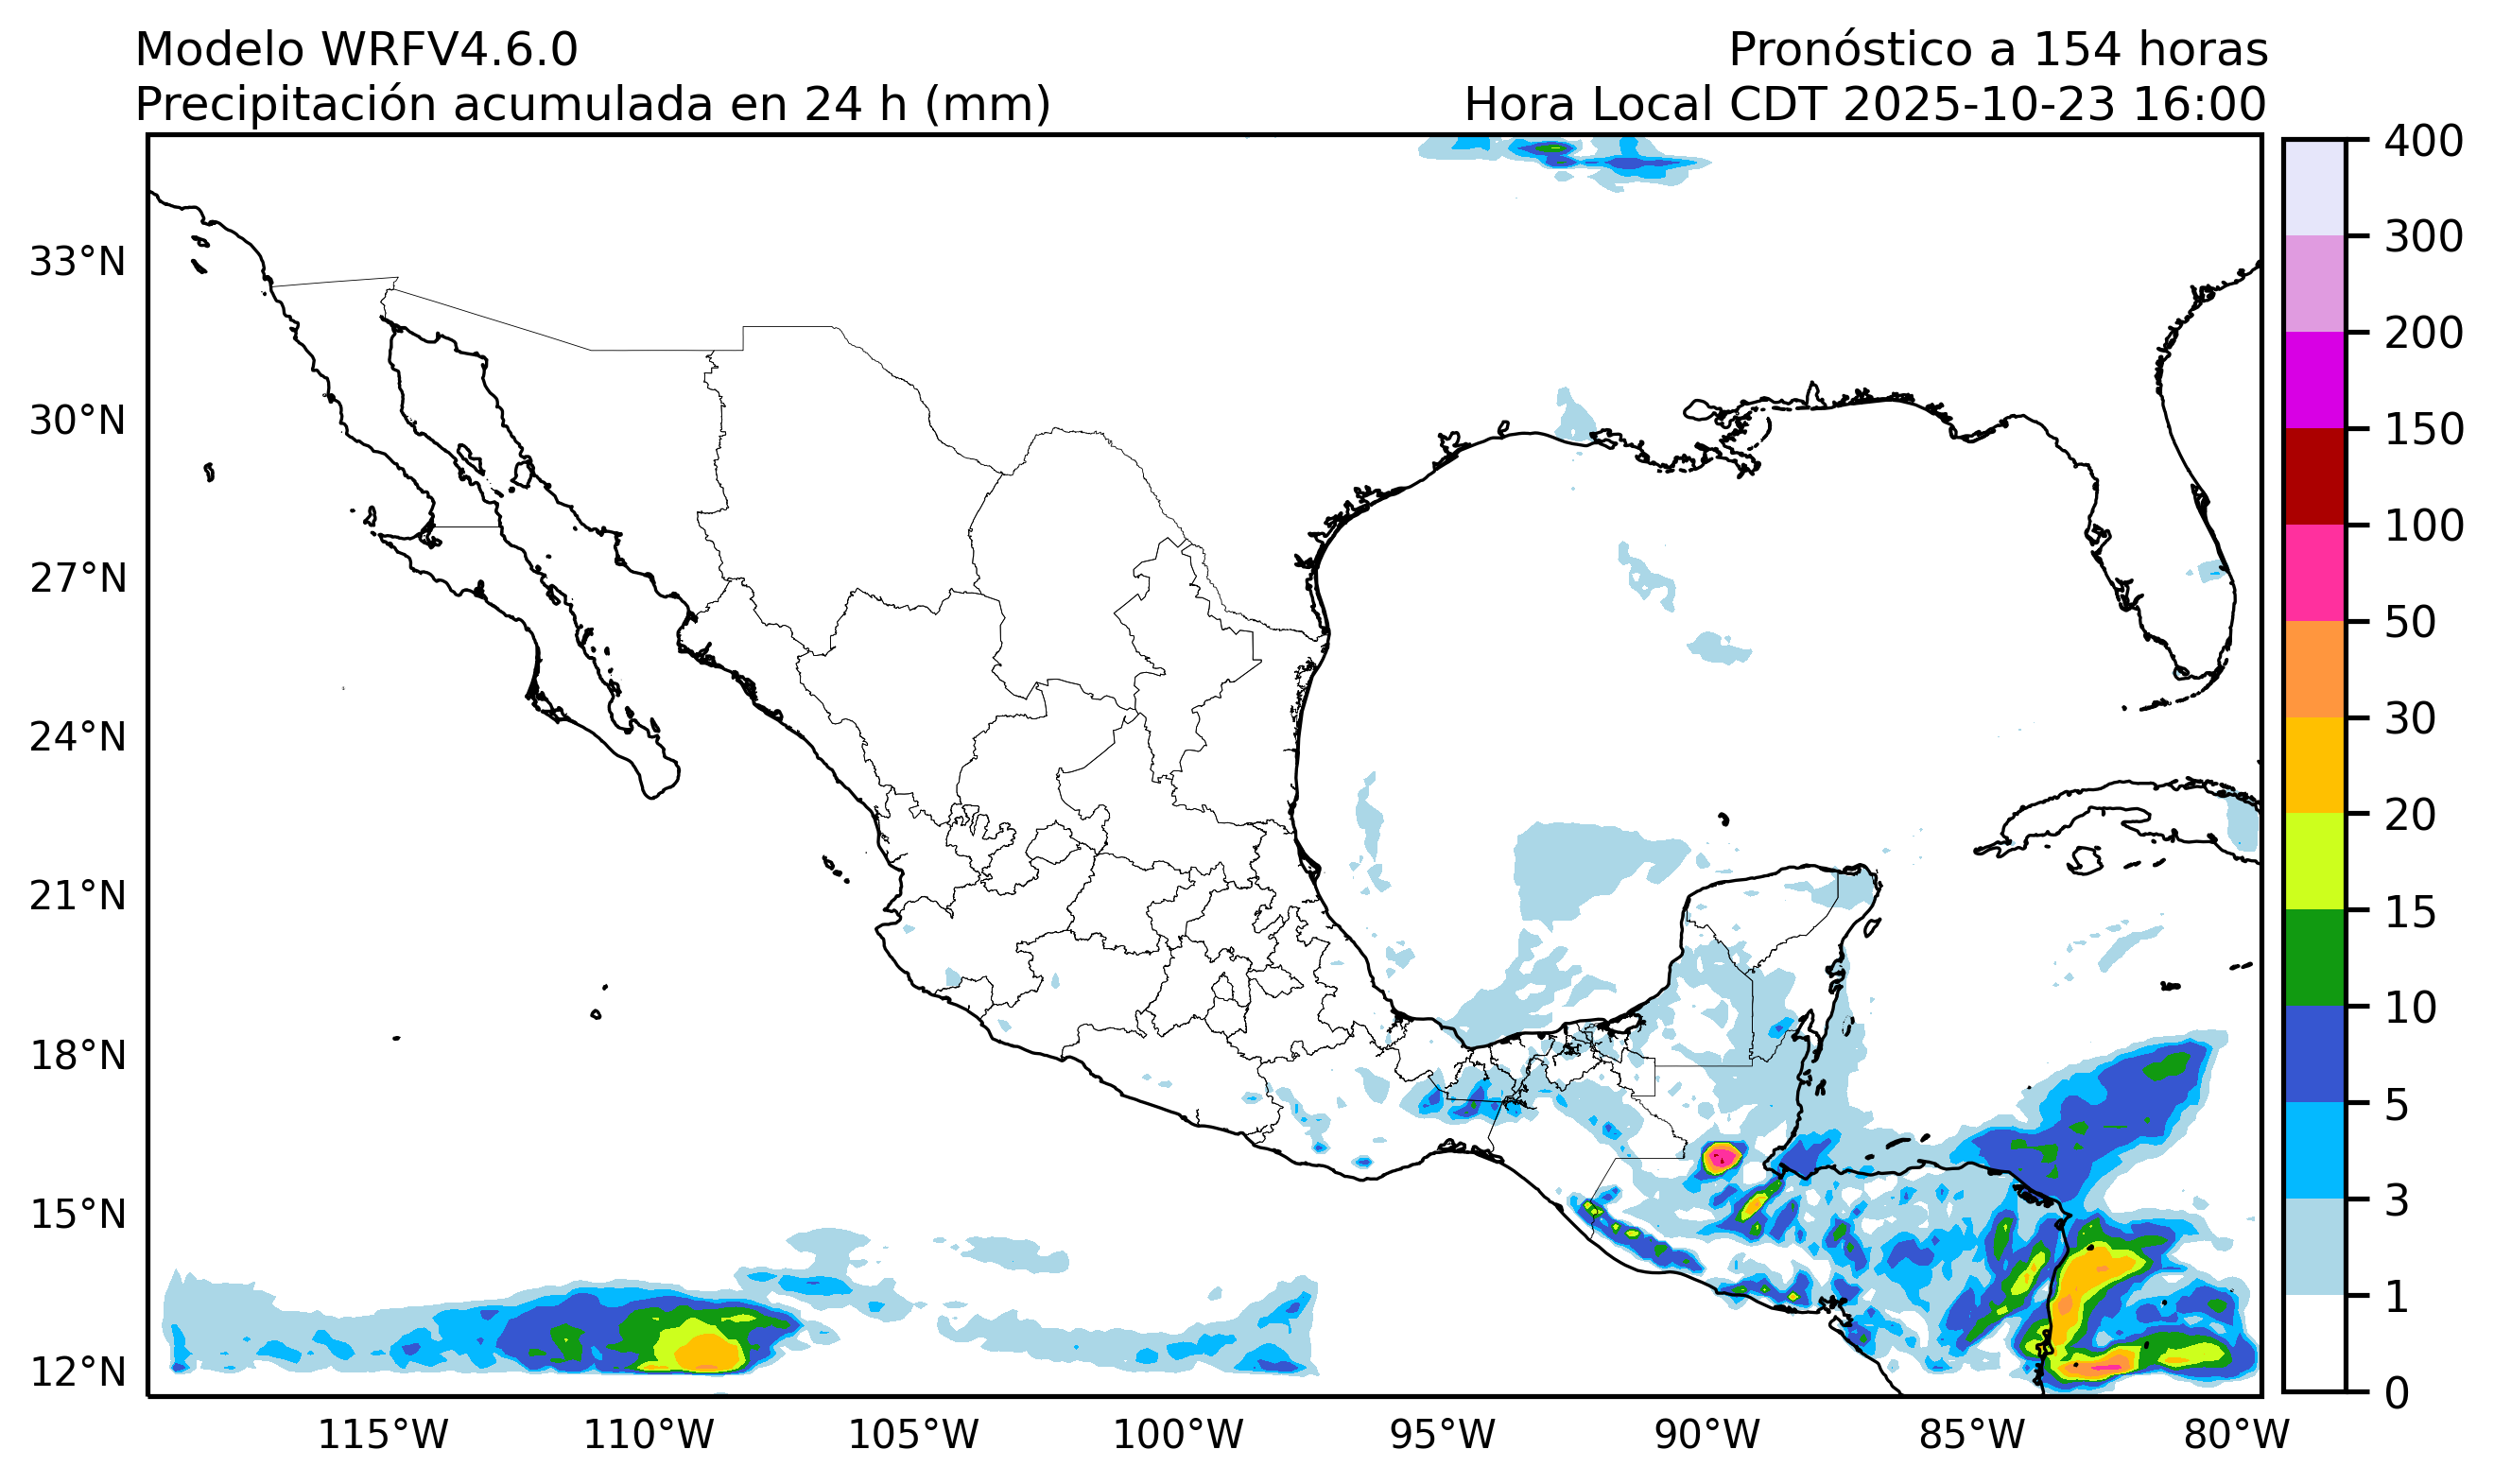 Modelo WRFV4.6.0
Pronóstico a 154 horas
Precipitación acumulada en 24 h (mm)
Hora Local CDT 2025-10-23 16:00
400
300
200
150
100
50
30
20
15
10
5
3
1
0
33°N
30°N
27°N
24°N
21°N
18°N
15°N
12°N
115°W
110°W
105°W
100°W
95°W
90°W
85°W
80°W